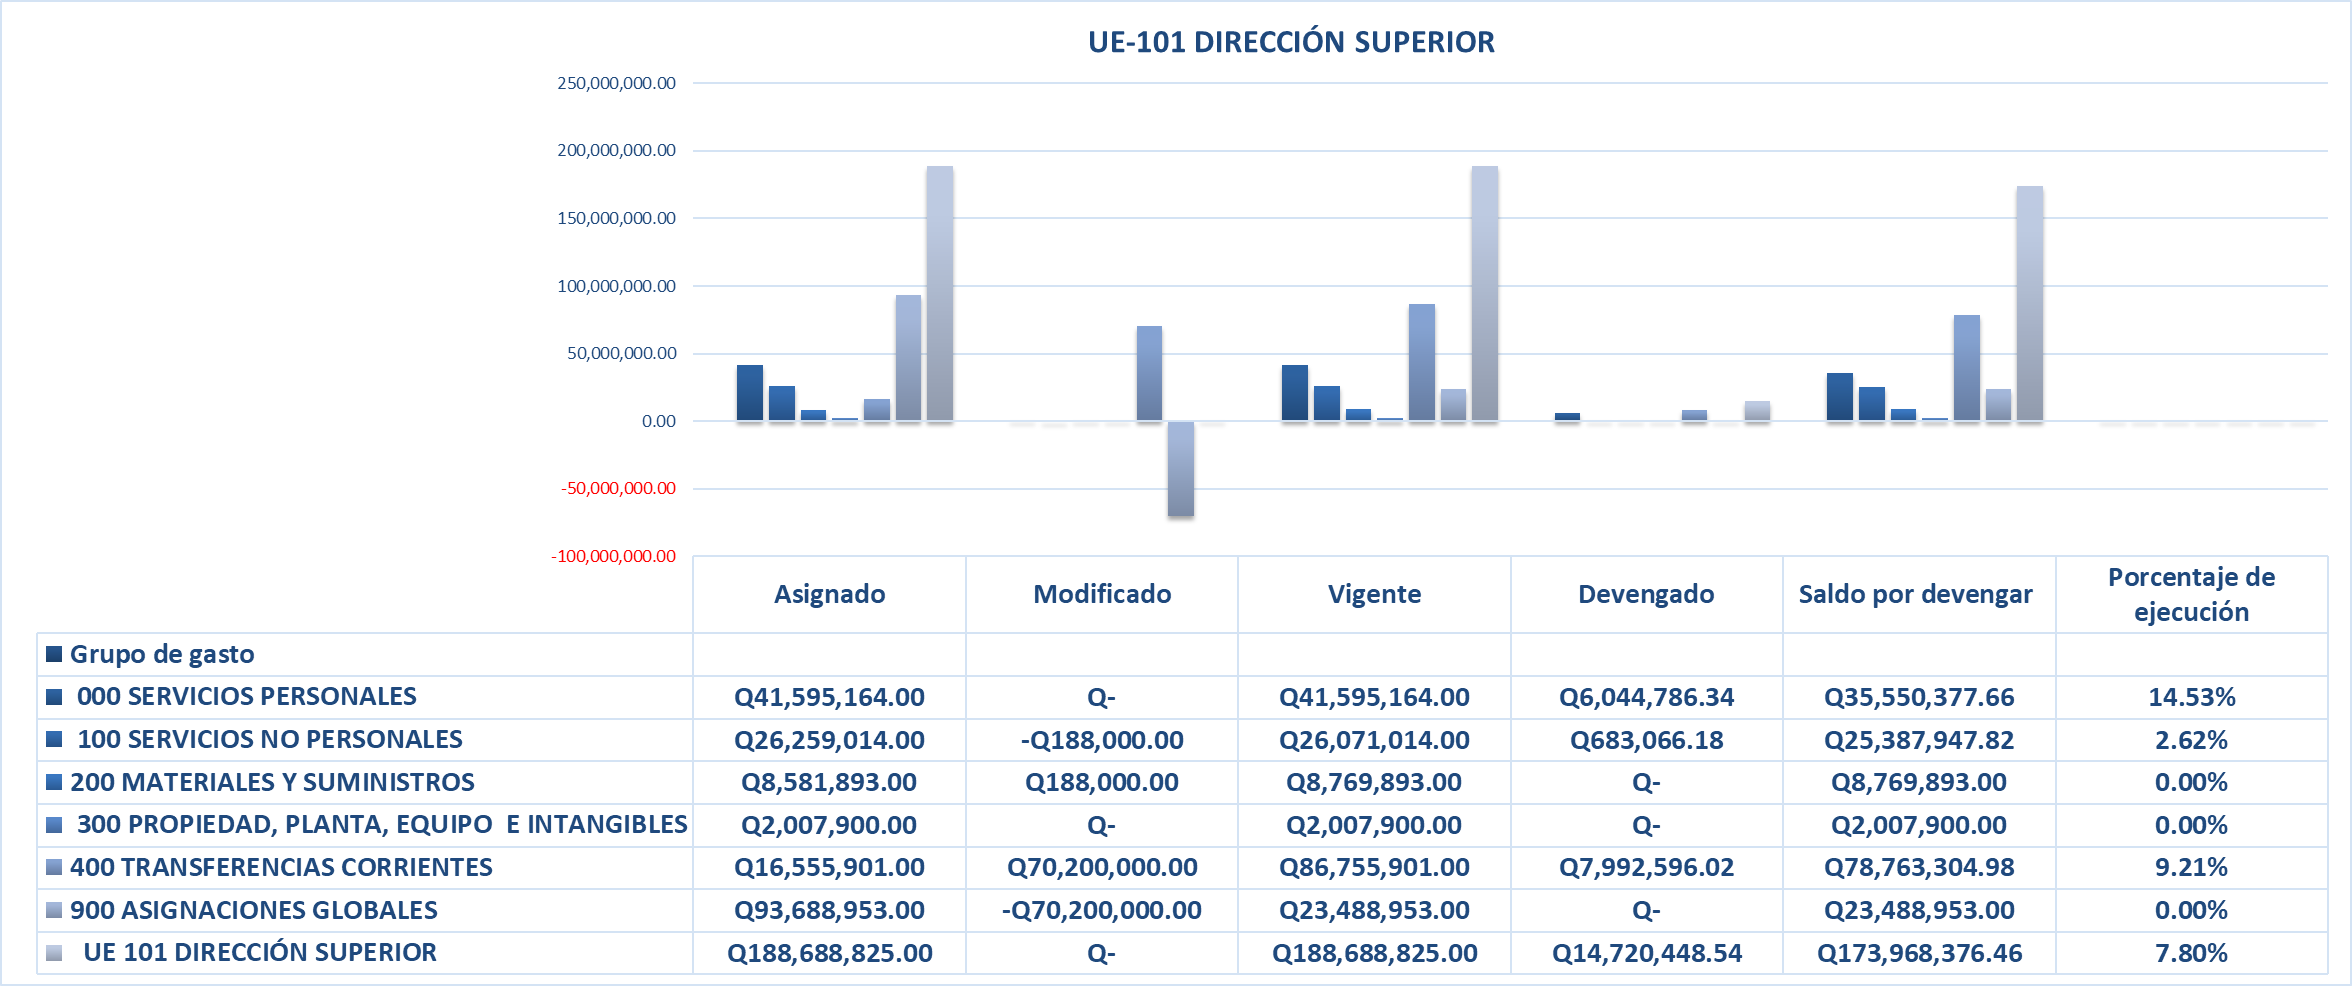 UE-101 DIRECCIÓN SUPERIOR
250,000,000.00
200,000,000.00
150,000,000.00
100,000,000.00
50,000,000.00
0.00
-50,000,000.00
-100,000,000.00
Asignado Modificado Vigente Devengado Saldo por devengar Porcentaje de
ejecución
Grupo de gasto
000 SERVICIOS PERSONALES Q41,595,164.00 Q- Q41,595,164.00 Q6,044,786.34 Q35,550,377.66 14.53%
100 SERVICIOS NO PERSONALES Q26,259,014.00 -Q188,000.00 Q26,071,014.00 Q683,066.18 Q25,387,947.82 2.62%
200 MATERIALES Y SUMINISTROS Q8,581,893.00 Q188,000.00 Q8,769,893.00 Q- Q8,769,893.00 0.00%
300 PROPIEDAD, PLANTA, EQUIPO E INTANGIBLES Q2,007,900.00 Q- Q2,007,900.00 Q- Q2,007,900.00 0.00%
400 TRANSFERENCIAS CORRIENTES Q16,555,901.00 Q70,200,000.00 Q86,755,901.00 Q7,992,596.02 Q78,763,304.98 9.21%
900 ASIGNACIONES GLOBALES Q93,688,953.00 -Q70,200,000.00 Q23,488,953.00 Q- Q23,488,953.00 0.00%
UE 101 DIRECCIÓN SUPERIOR Q188,688,825.00 Q- Q188,688,825.00 Q14,720,448.54 Q173,968,376.46 7.80%